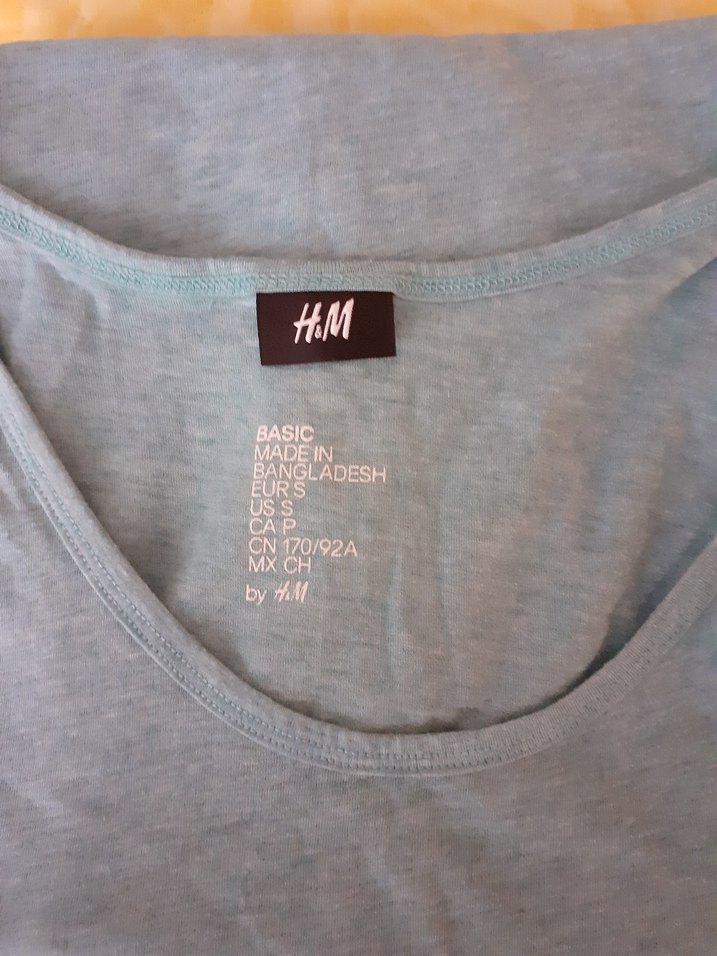 H&M
BASIC
MADE IN
BANGLADESH
EUR S
US S
CA P
CN 170/92A
MX CH
by H&M